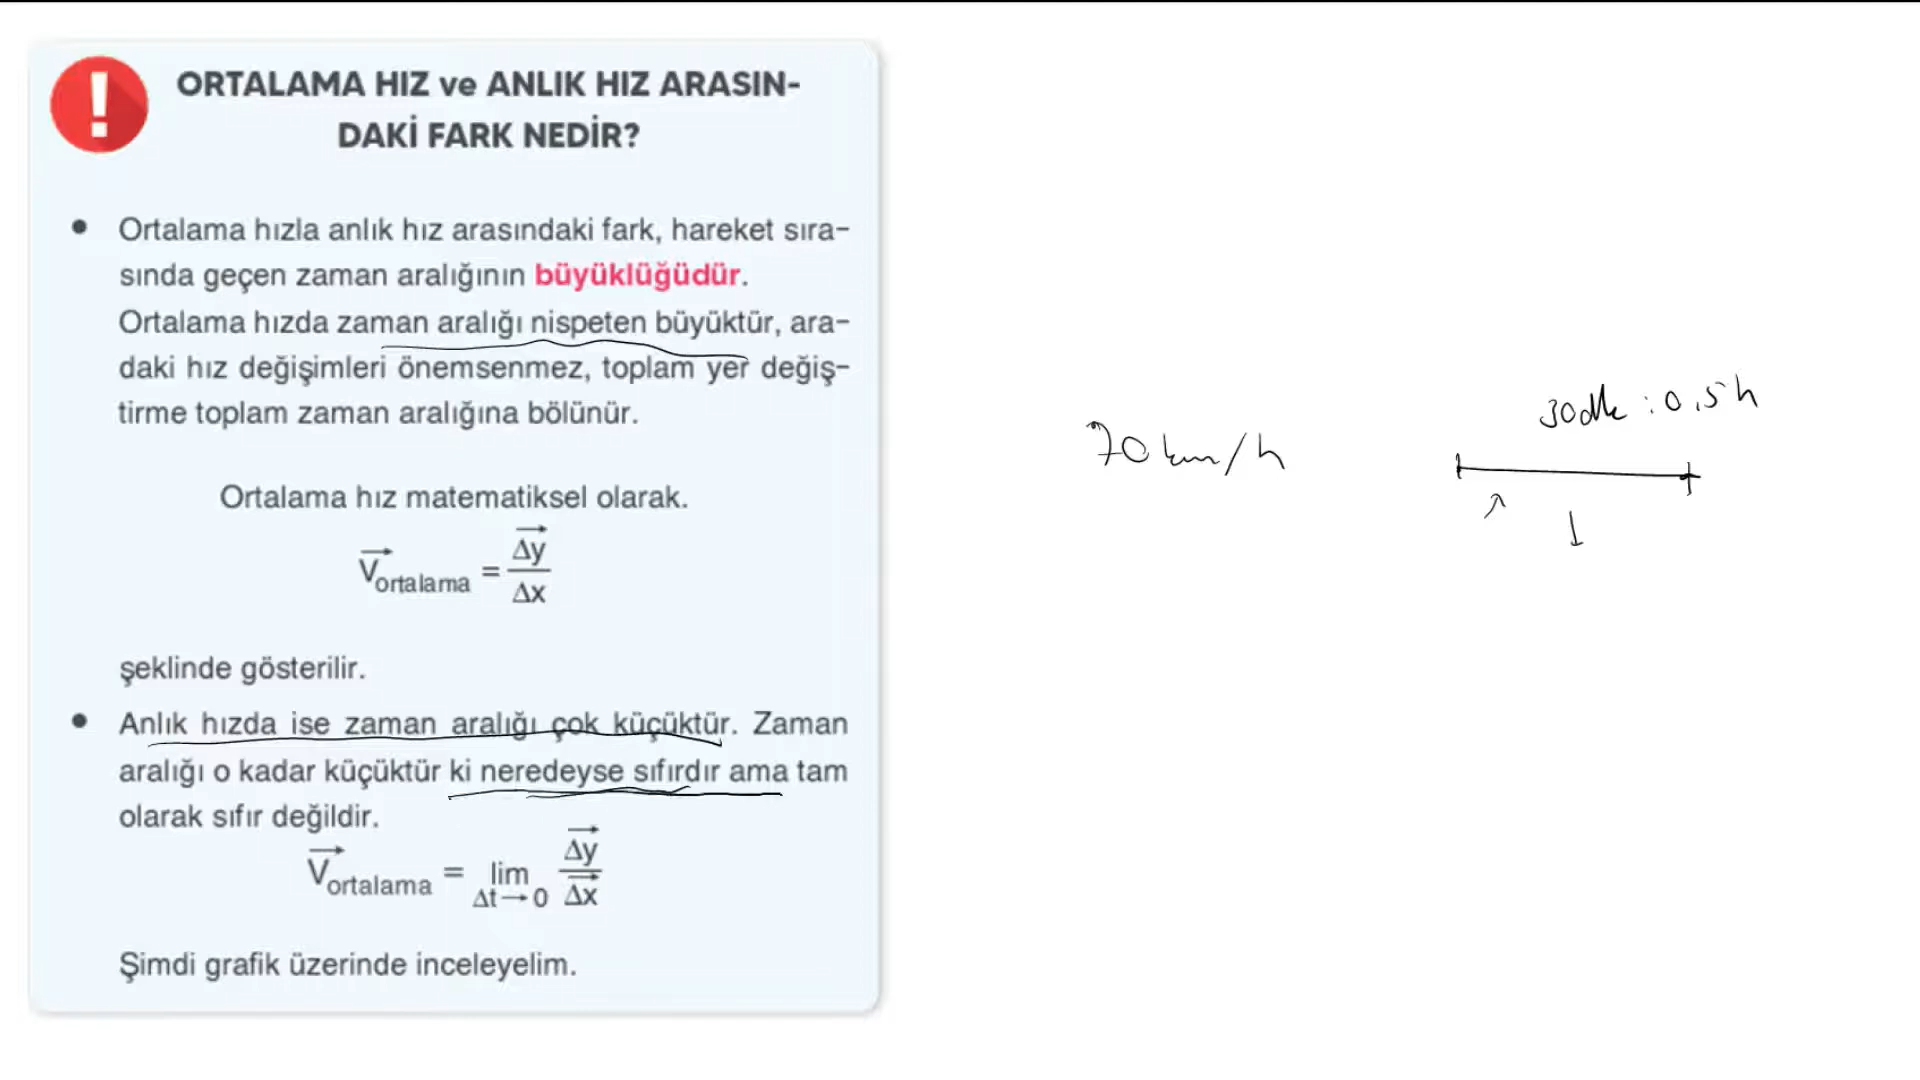 ORTALAMA HIZ ve ANLIK HIZ ARASIN-
DAKİ FARK NEDİR?
• Ortalama hızla anlık hız arasındaki fark, hareket sıra-
sında geçen zaman aralığının büyüklüğüdür.
Ortalama hızda zaman aralığı nispeten büyüktür, ara-
daki hız değişimleri önemsenmez, toplam yer değiş-
tirme toplam zaman aralığına bölünür.
Ortalama hız matematiksel olarak.
V⃗ortalama = Δy⃗ / Δx
şeklinde gösterilir.
• Anlık hızda ise zaman aralığı çok küçüktür. Zaman
aralığı o kadar küçüktür ki neredeyse sıfırdır ama tam
olarak sıfır değildir.
V⃗ortalama = lim Δt→0 Δy⃗ / Δx⃗
Şimdi grafik üzerinde inceleyelim.
70 km/h
30dk : 0,5h